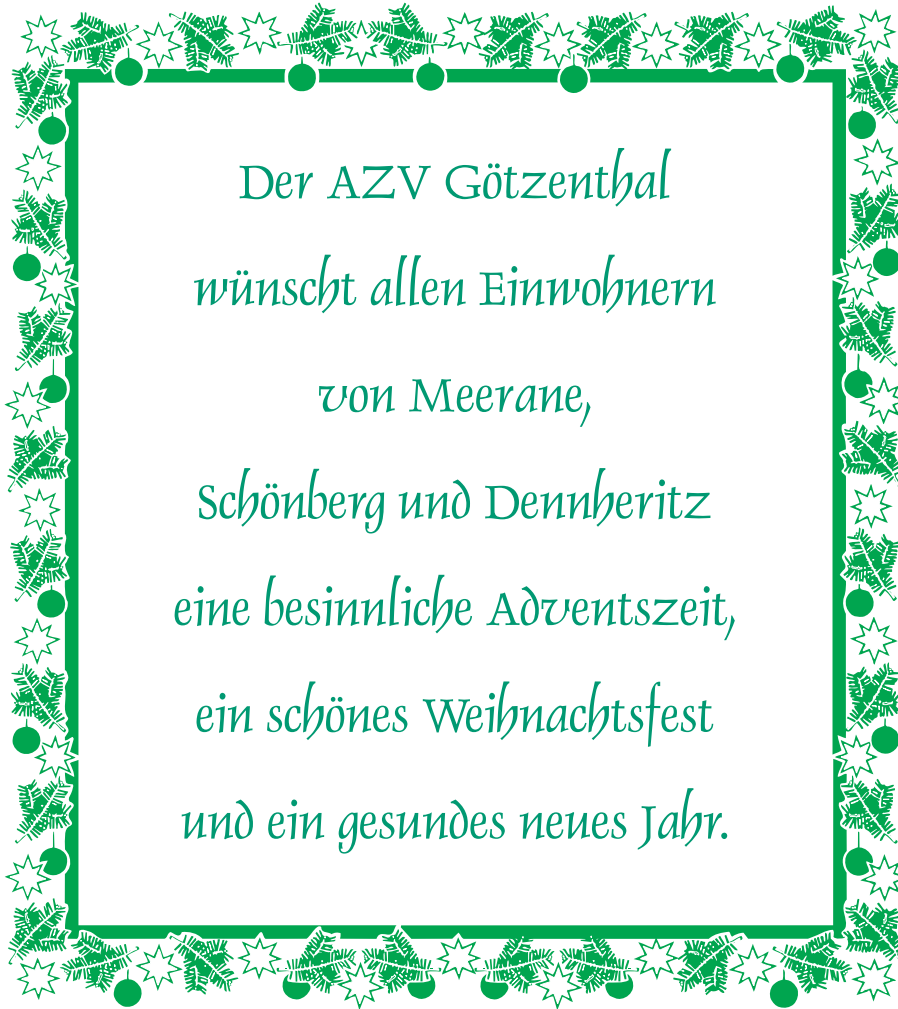 Der AZV Götzenthal
wünscht allen Einwohnern
von Meerane,
Schönberg und Dennheritz
eine besinnliche Adventszeit,
ein schönes Weihnachtsfest
und ein gesundes neues Jahr.